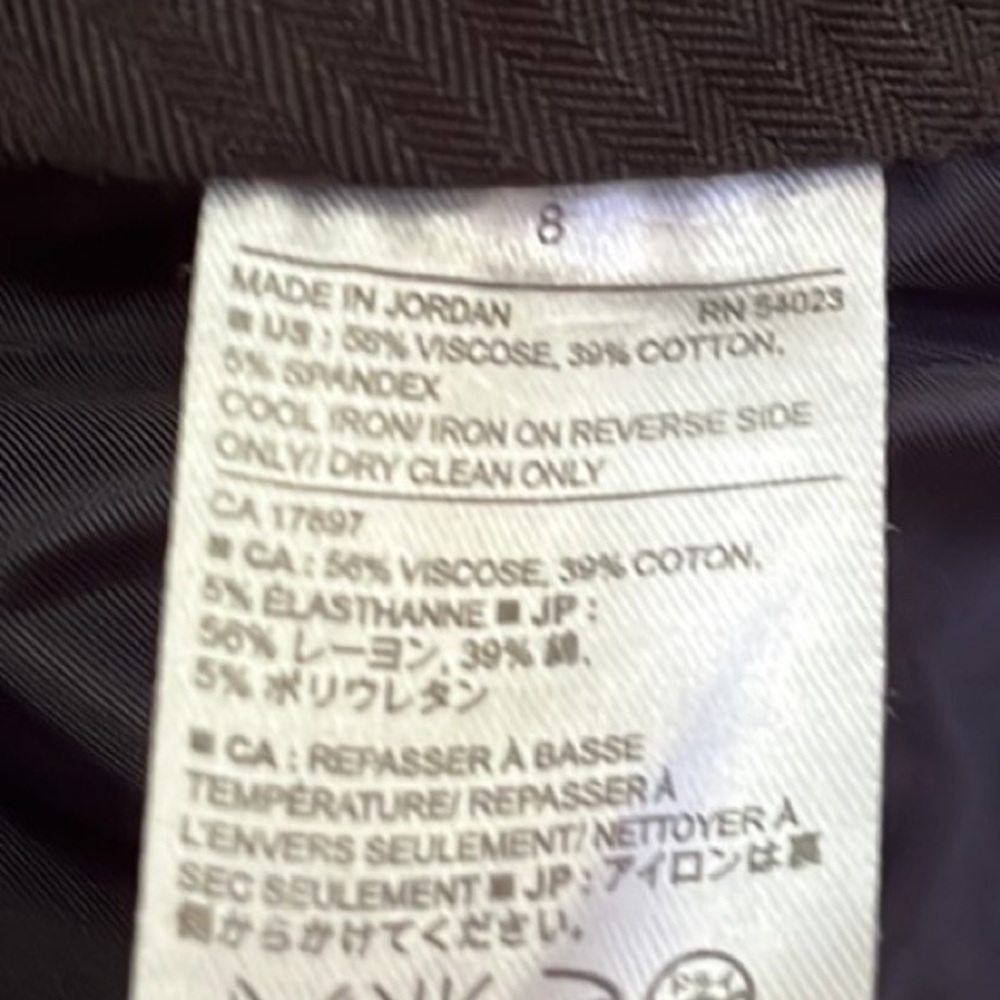 8
MADE IN JORDAN RN 54023
■ US : 56% VISCOSE, 39% COTTON,
5% SPANDEX
COOL IRON/ IRON ON REVERSE SIDE
ONLY/ DRY CLEAN ONLY
CA 17897
■ CA : 56% VISCOSE, 39% COTON,
5% ÉLASTHANNE ■ JP :
56% レーヨン, 39% 綿,
5% ポリウレタン
■ CA : REPASSER À BASSE
TEMPÉRATURE/ REPASSER À
L'ENVERS SEULEMENT/ NETTOYER À
SEC SEULEMENT ■ JP : アイロンは裏
側からかけてください。
ドライ